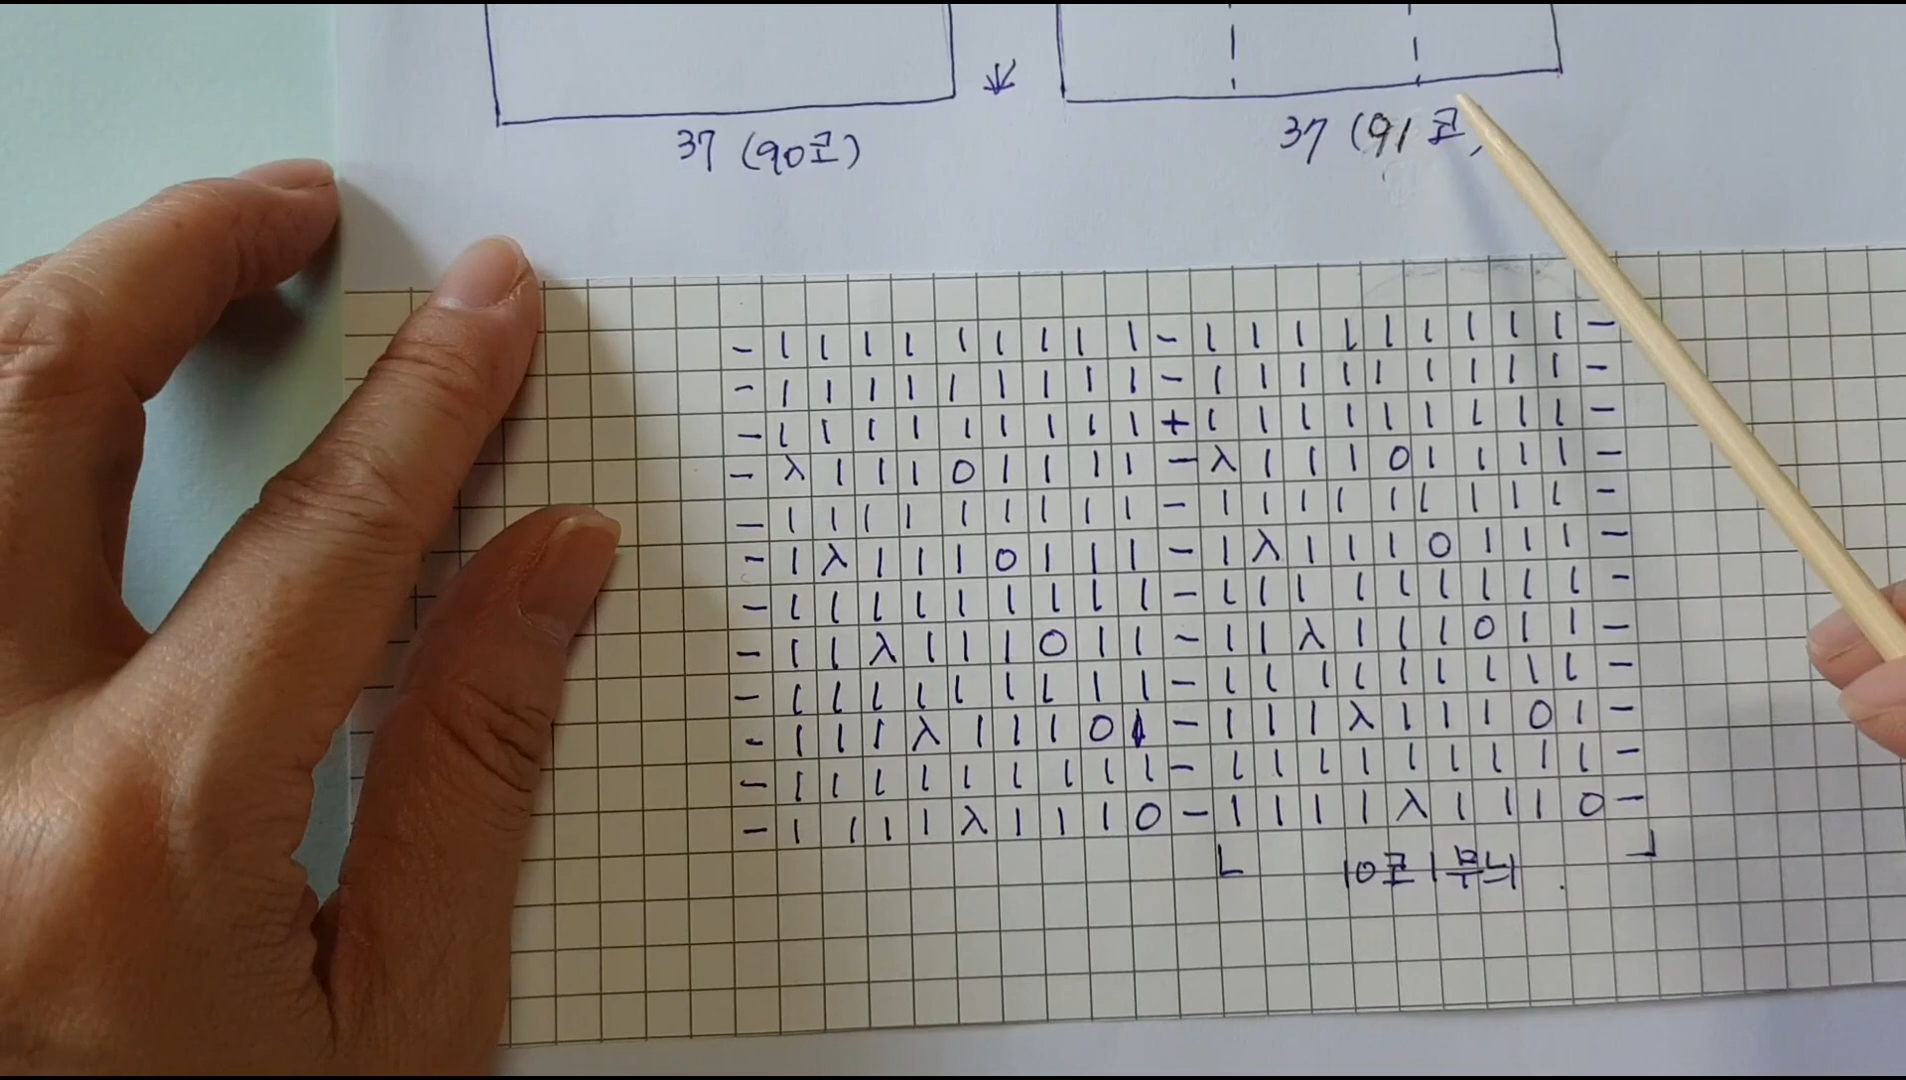 37 (90코)
37 (91코)
- | | | | | | | | | - | | | | | | | | | -
- | | | | | | | | | - | | | | | | | | | -
- | | | | | | | | | + | | | | | | | | | -
- λ | | | O | | | | - λ | | | O | | | | -
- | | | | | | | | | - | | | | | | | | | -
- | λ | | | O | | | - | λ | | | O | | | -
- | | | | | | | | | - | | | | | | | | | -
- | | λ | | | O | | - | | λ | | | O | | -
- | | | | | | | | | - | | | | | | | | | -
- | | | λ | | | O | - | | | λ | | | O | -
- | | | | | | | | | - | | | | | | | | | -
- | | | | λ | | | O - | | | | λ | | | O -
10코 1무늬